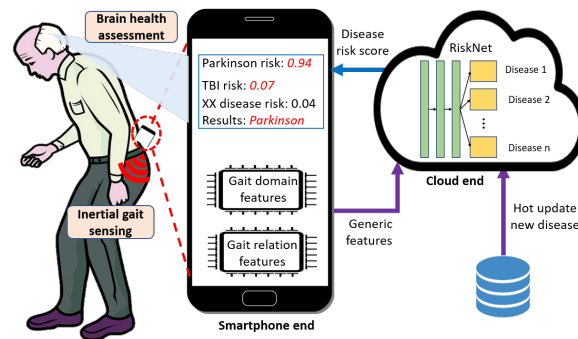 Brain health
assessment
Inertial gait
sensing
Parkinson risk: 0.94
TBI risk: 0.07
XX disease risk: 0.04
Results: Parkinson
Gait domain
features
Gait relation
features
Smartphone end
Disease
risk score
Generic
features
RiskNet
Disease 1
Disease 2
...
Disease n
Cloud end
Hot update
new disease